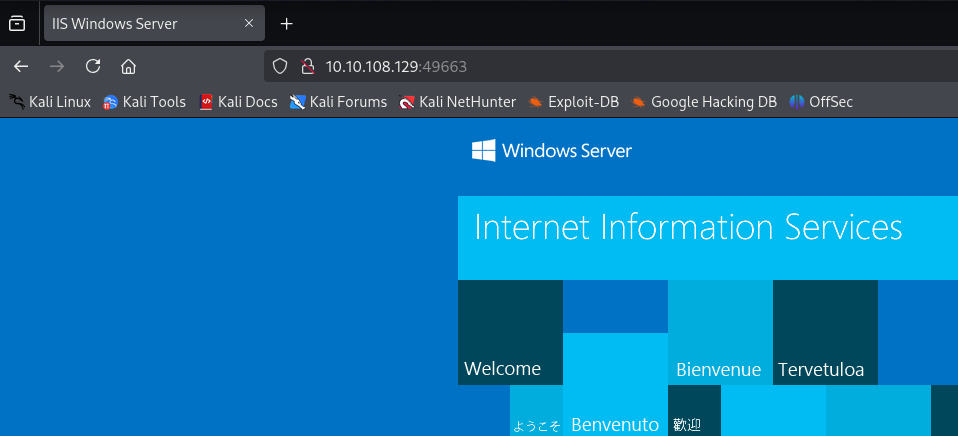 IIS Windows Server
10.10.108.129:49663
Kali Linux Kali Tools Kali Docs Kali Forums Kali NetHunter Exploit-DB Google Hacking DB OffSec
Windows Server
Internet Information Services
Welcome Bienvenue Tervetuloa
ようこそ Benvenuto 歡迎